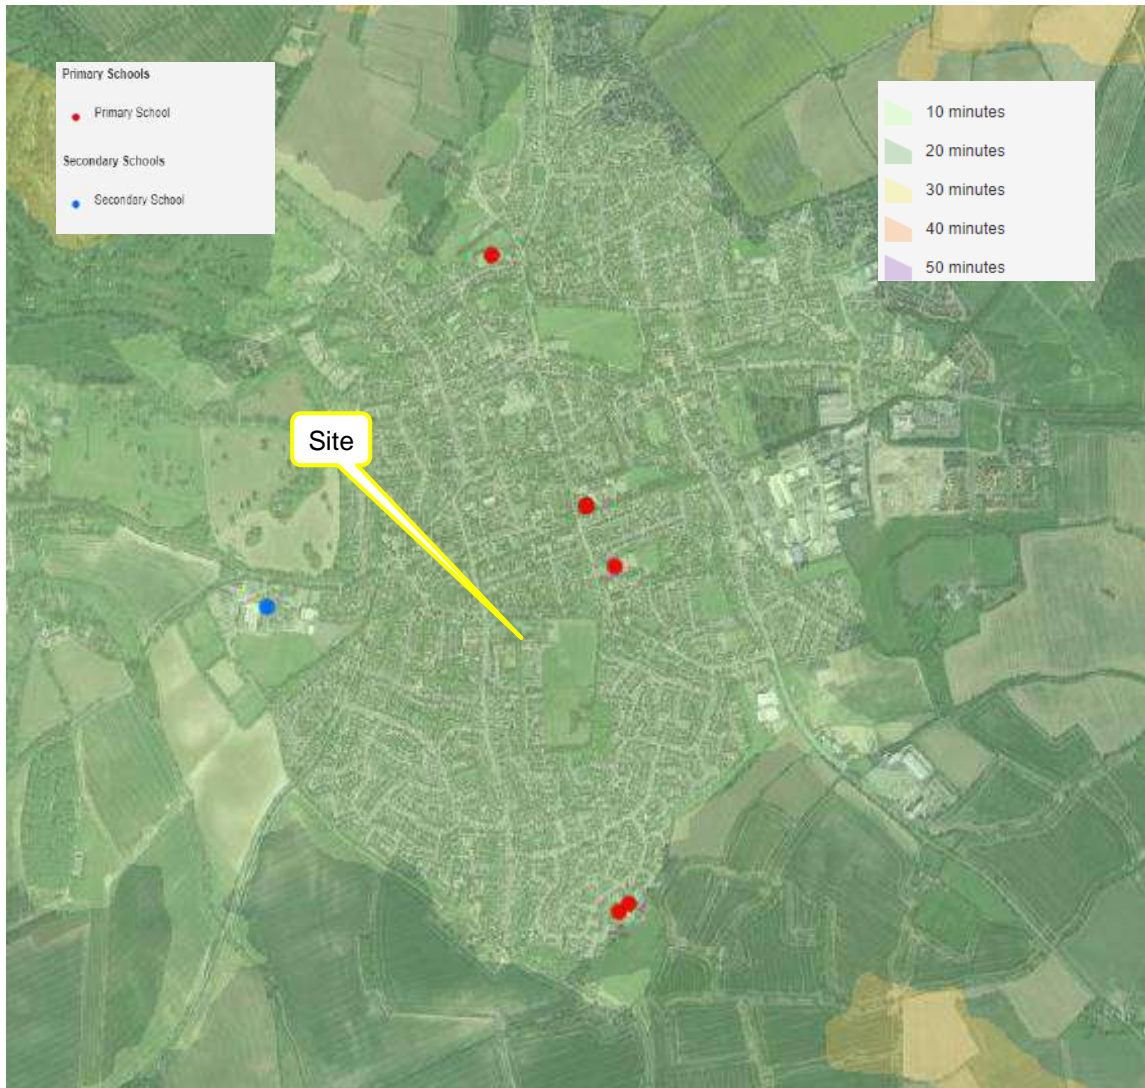 Primary Schools
Primary School
Secondary Schools
Secondary School
10 minutes
20 minutes
30 minutes
40 minutes
50 minutes
Site